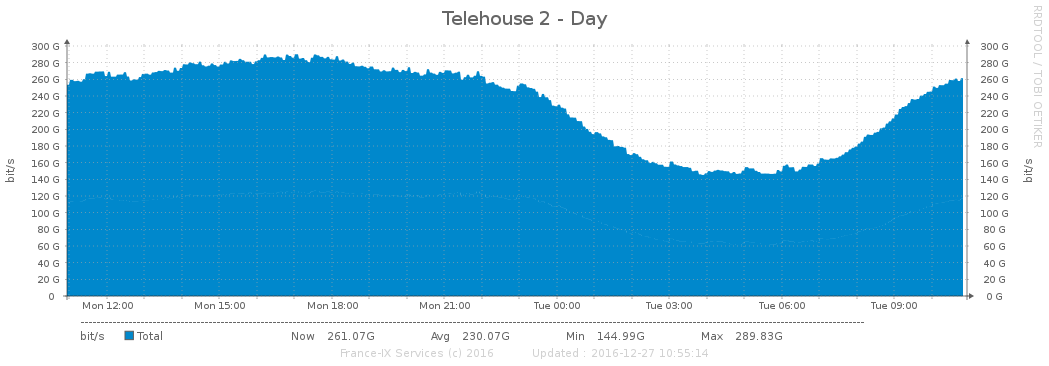 Telehouse 2 - Day
RRDTOOL / TOBI OETIKER
300 G 300 G
280 G 280 G
260 G 260 G
240 G 240 G
220 G 220 G
200 G 200 G
180 G 180 G
160 G 160 G
140 G 140 G
120 G 120 G
100 G 100 G
80 G 80 G
60 G 60 G
40 G 40 G
20 G 20 G
0 0 G
bit/s bit/s
Mon 12:00 Mon 15:00 Mon 18:00 Mon 21:00 Tue 00:00 Tue 03:00 Tue 06:00 Tue 09:00
bit/s Total Now 261.07G Avg 230.07G Min 144.99G Max 289.83G
France-IX Services (c) 2016 Updated : 2016-12-27 10:55:14